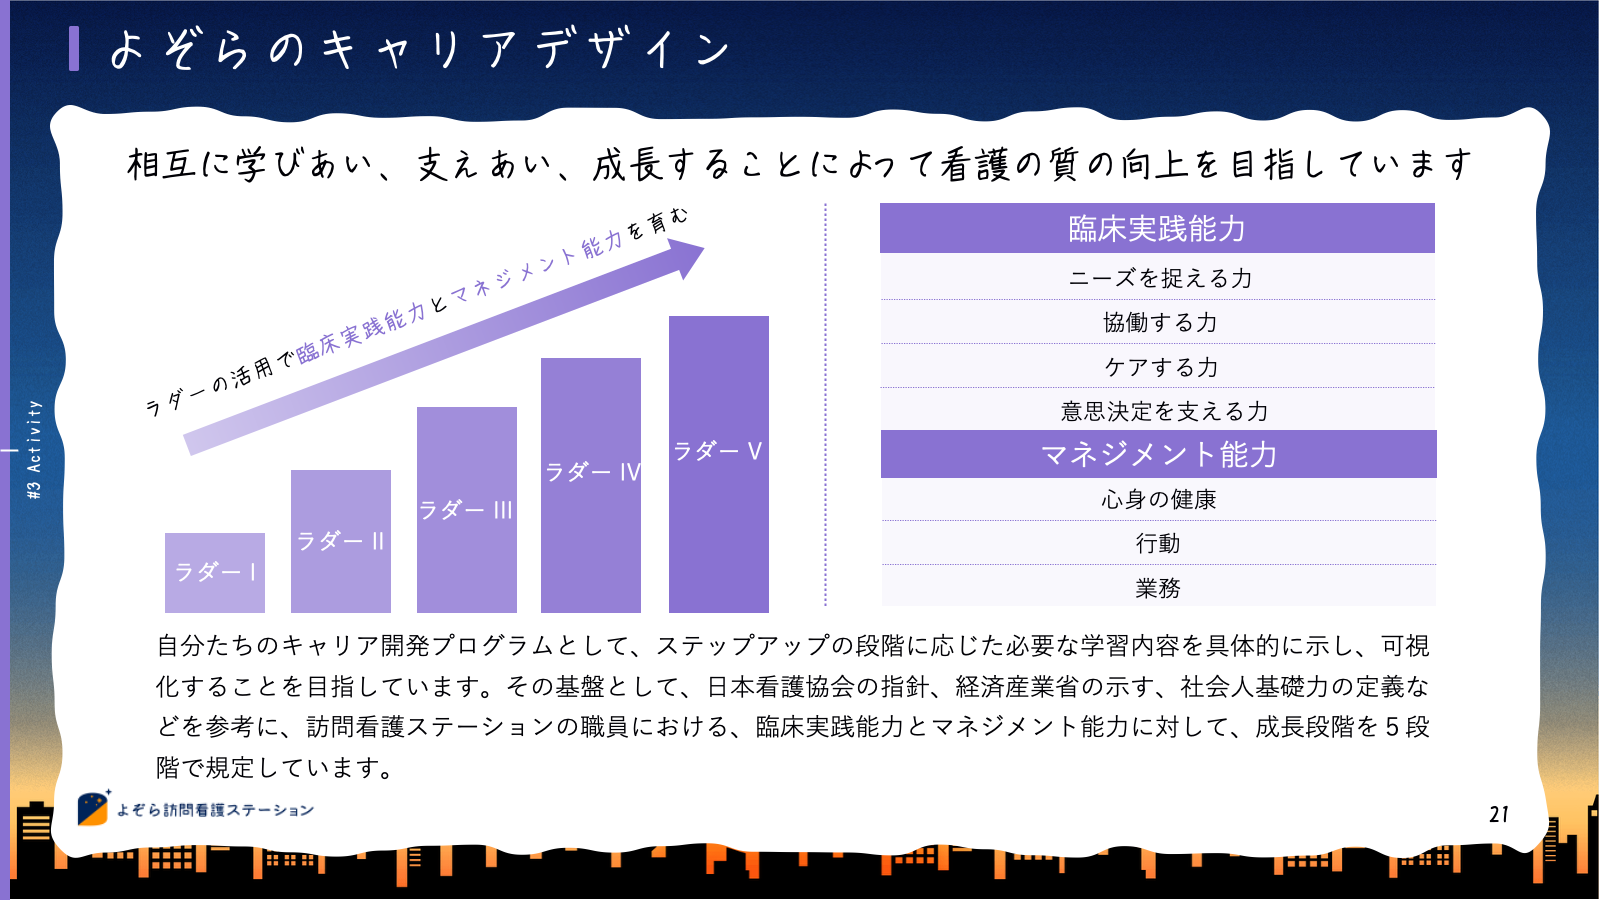 よぞらのキャリアデザイン
相互に学びあい、支えあい、成長することによって看護の質の向上を目指しています
ラダーの活用で臨床実践能力とマネジメント能力を育む
ラダー I
ラダー II
ラダー III
ラダー IV
ラダー V
臨床実践能力
ニーズを捉える力
協働する力
ケアする力
意思決定を支える力
マネジメント能力
心身の健康
行動
業務
自分たちのキャリア開発プログラムとして、ステップアップの段階に応じた必要な学習内容を具体的に示し、可視
化することを目指しています。その基盤として、日本看護協会の指針、経済産業省の示す、社会人基礎力の定義な
どを参考に、訪問看護ステーションの職員における、臨床実践能力とマネジメント能力に対して、成長段階を５段
階で規定しています。
#3 Activity
よぞら訪問看護ステーション
21